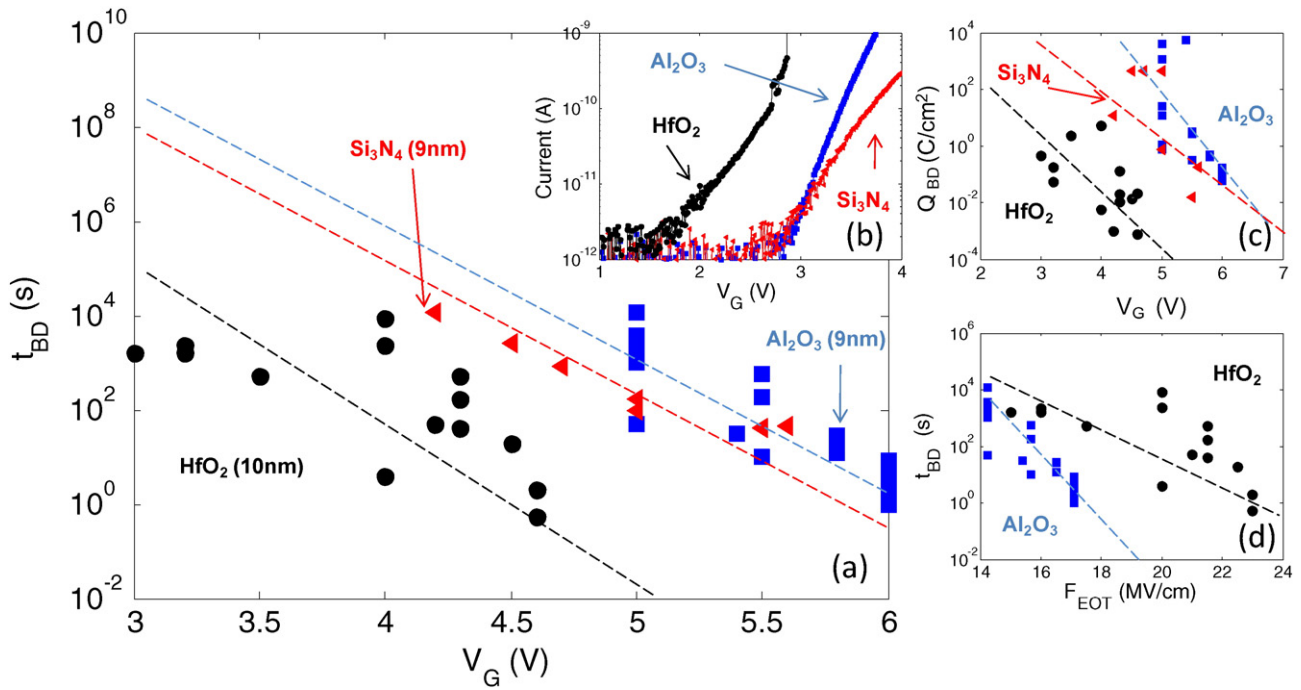 10^10
10^8
10^6
10^4
10^2
10^0
10^-2
t_BD (s)
3 3.5 4 4.5 5 5.5 6
V_G (V)
Si3N4 (9nm)
Al2O3 (9nm)
HfO2 (10nm)
(a)
10^-9
10^-10
10^-11
10^-12
Current (A)
1 2 3 4
V_G (V)
Al2O3
HfO2
Si3N4
(b)
10^4
10^2
10^0
10^-2
10^-4
Q_BD (C/cm2)
2 3 4 5 6 7
V_G (V)
Si3N4
Al2O3
HfO2
(c)
10^6
10^4
10^2
10^0
10^-2
t_BD (s)
14 16 18 20 22 24
F_EOT (MV/cm)
HfO2
Al2O3
(d)